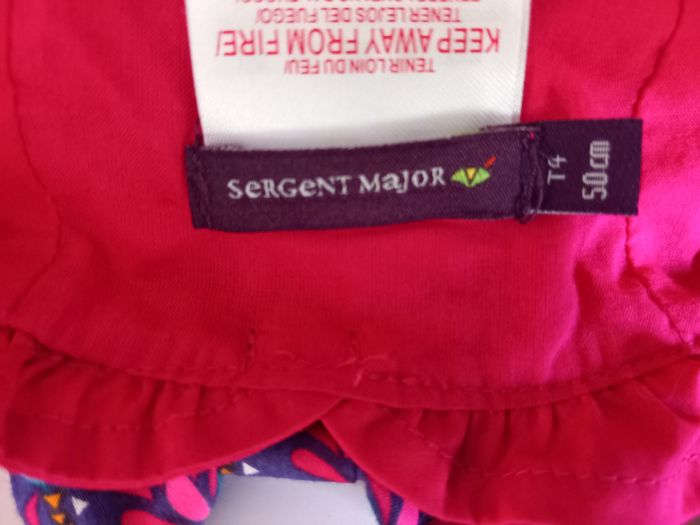 TENIR LOIN DU FEU/
KEEP AWAY FROM FIRE/
TENER LEJOS DEL FUEGO/
SeRGeNT MaJOR
T4
50cm